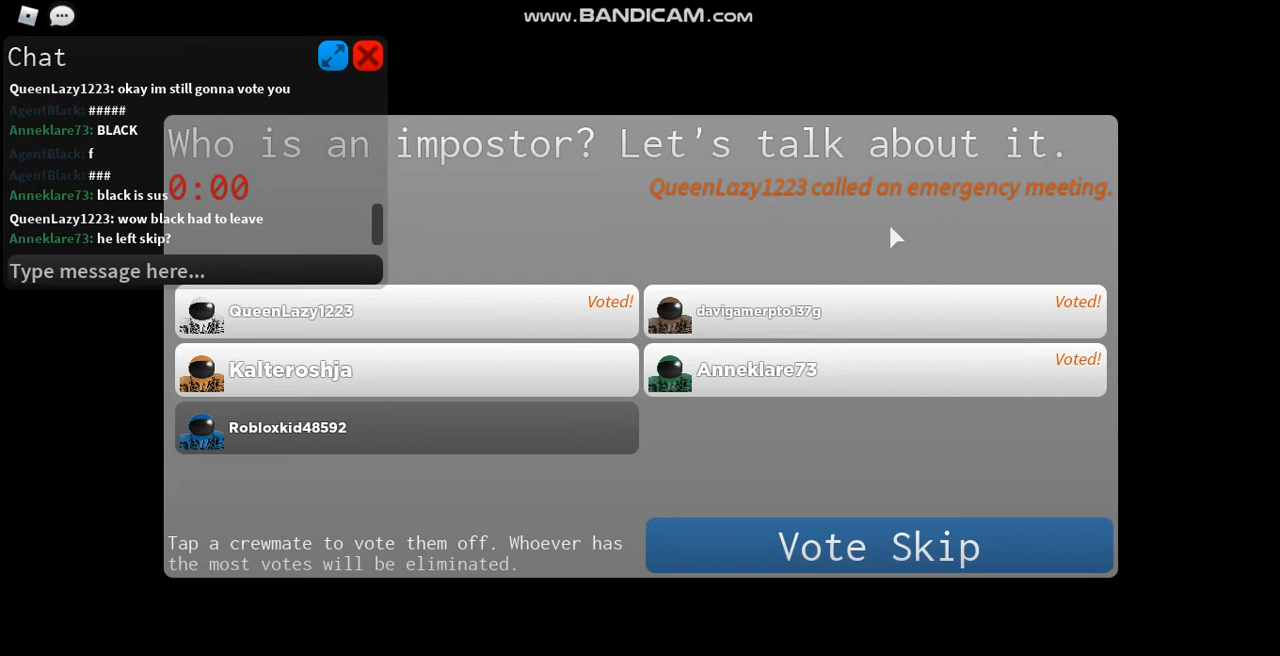 www.BANDICAM.com
Chat
QueenLazy1223: okay im still gonna vote you
AgentBlack: #####
Anneklare73: BLACK
AgentBlack: f
AgentBlack: ###
Anneklare73: black is sus
QueenLazy1223: wow black had to leave
Anneklare73: he left skip?
Type message here...
Who is an impostor? Let's talk about it.
0:00
QueenLazy1223 called an emergency meeting.
QueenLazy1223 Voted!
davigamerpto137g Voted!
Kalteroshja
Anneklare73 Voted!
Robloxkid48592
Tap a crewmate to vote them off. Whoever has
the most votes will be eliminated.
Vote Skip